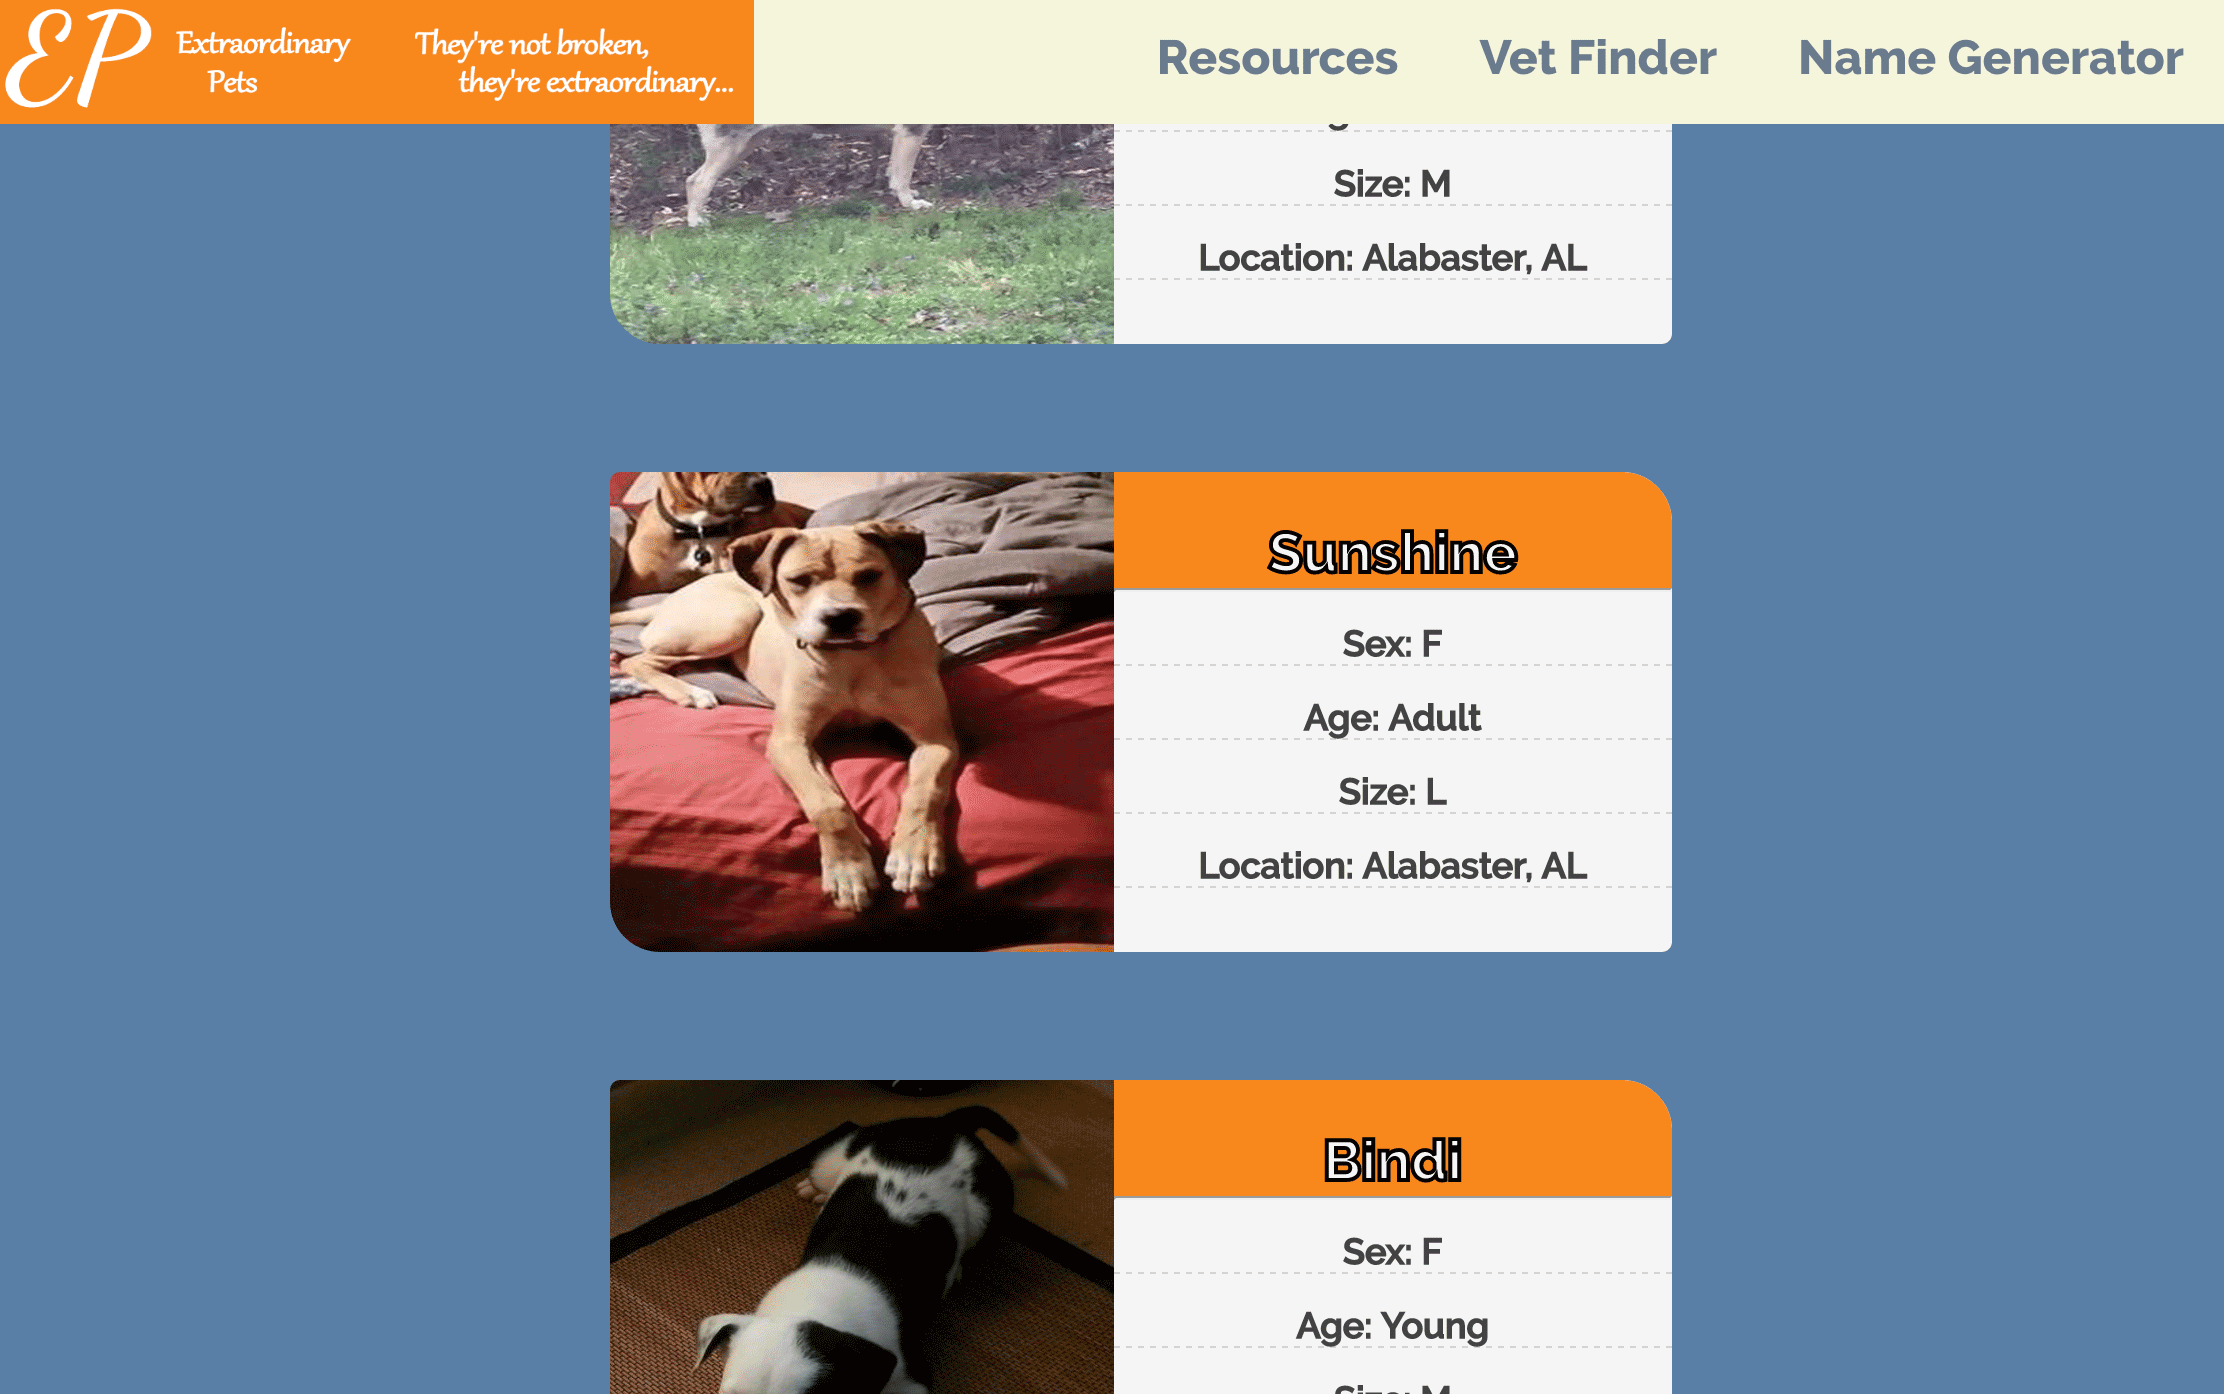 EP
Extraordinary
Pets
They're not broken,
they're extraordinary...
Resources
Vet Finder
Name Generator
Size: M
Location: Alabaster, AL
Sunshine
Sex: F
Age: Adult
Size: L
Location: Alabaster, AL
Bindi
Sex: F
Age: Young
Size: M